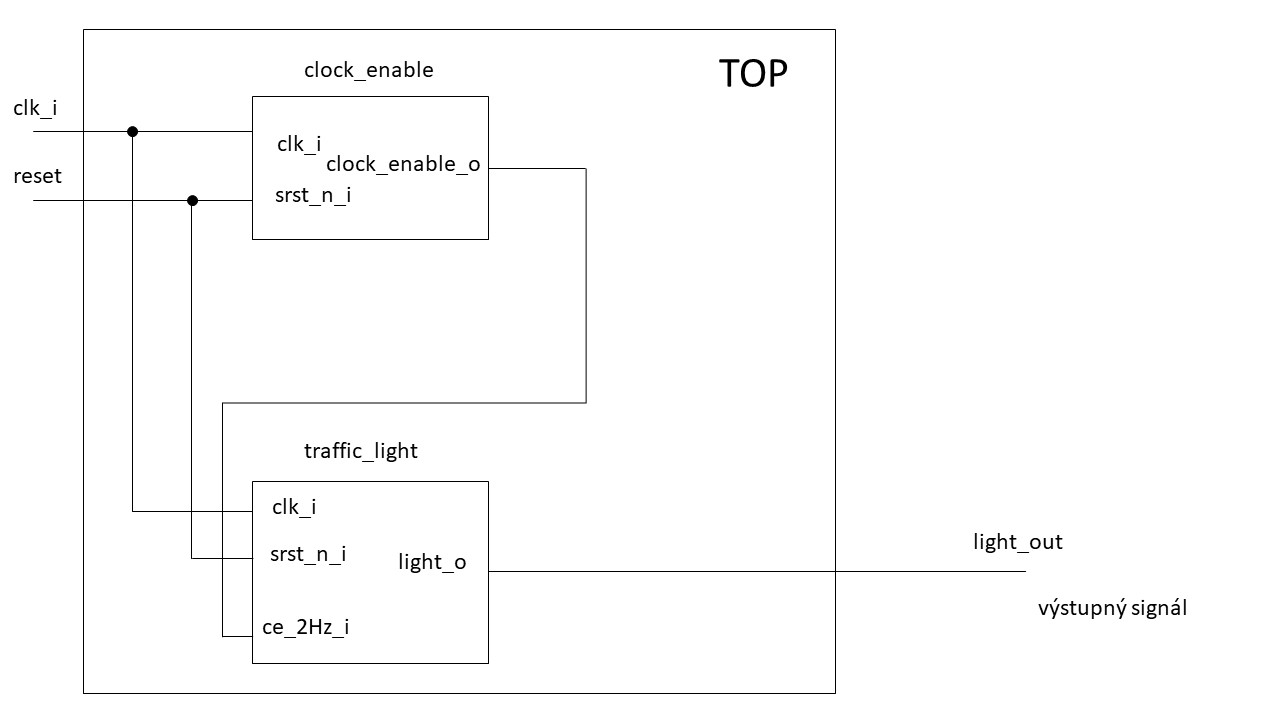 TOP
clock_enable
clk_i
clk_i
clock_enable_o
reset
srst_n_i
traffic_light
clk_i
srst_n_i
light_o
light_out
ce_2Hz_i
výstupný signál